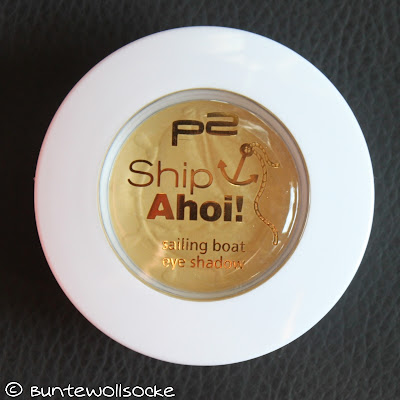 p2
Ship
Ahoi!
sailing boat
eye shadow
© BUNTEWOLLSOCKE